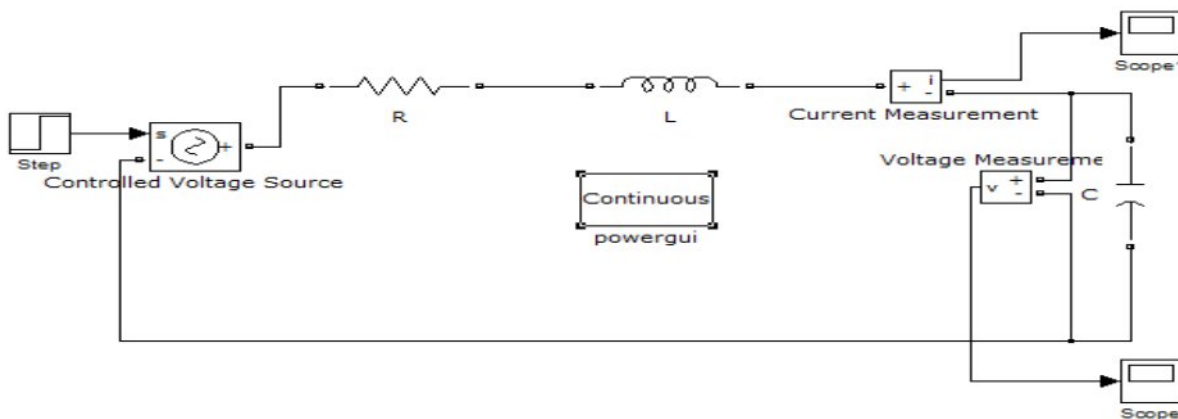 Scope1
i
+
-
R
L
Current Measurement
s
-
+
Step
Controlled Voltage Source
Voltage Measureme
v
+
-
C
Continuous
powergui
Scope